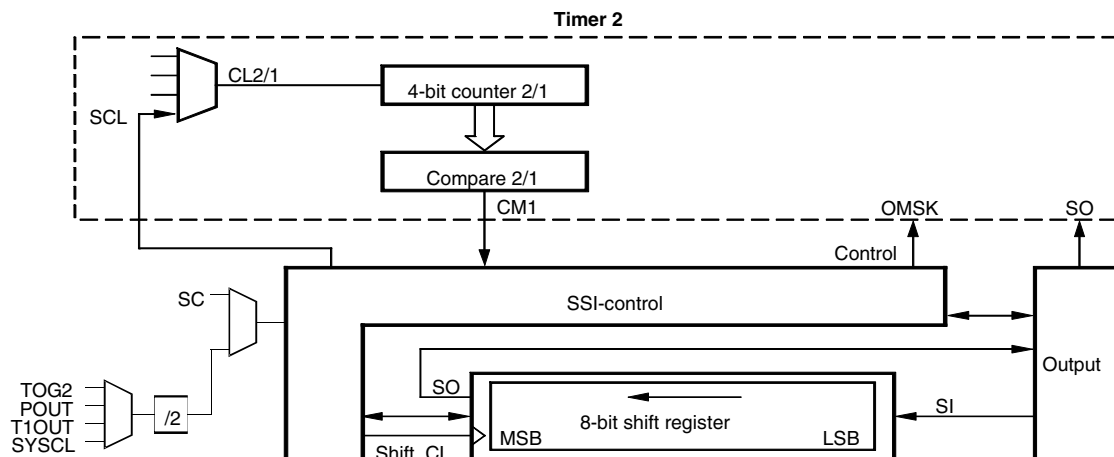 Timer 2
CL2/1
4-bit counter 2/1
SCL
Compare 2/1
CM1
OMSK
SO
Control
SC
SSI-control
Output
TOG2
POUT
T1OUT
SYSCL
/2
SO
8-bit shift register
SI
MSB
LSB
Shift_CL